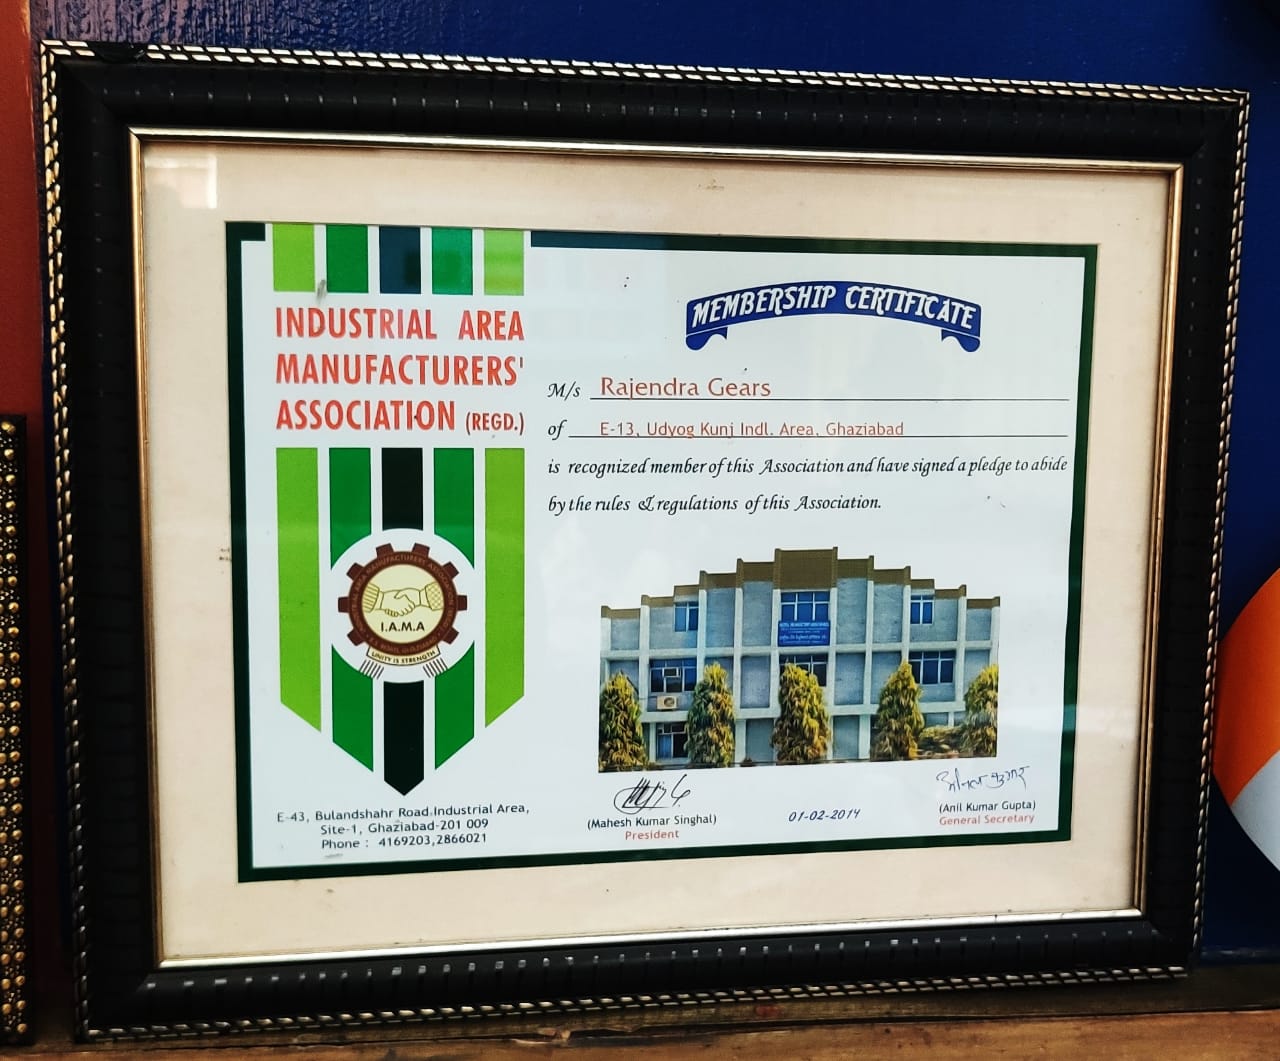 INDUSTRIAL AREA
MANUFACTURERS'
ASSOCIATION (REGD.)
I.A.M.A
UNITY IS STRENGTH
E-43, Bulandshahr Road Industrial Area,
Site-1, Ghaziabad-201 009
Phone : 4169203,2866021
MEMBERSHIP CERTIFICATE
M/s Rajendra Gears
of E-13, Udyog Kunj Indl. Area, Ghaziabad
is recognized member of this Association and have signed a pledge to abide
by the rules & regulations of this Association.
(Mahesh Kumar Singhal)
President
01-02-2014
(Anil Kumar Gupta)
General Secretary